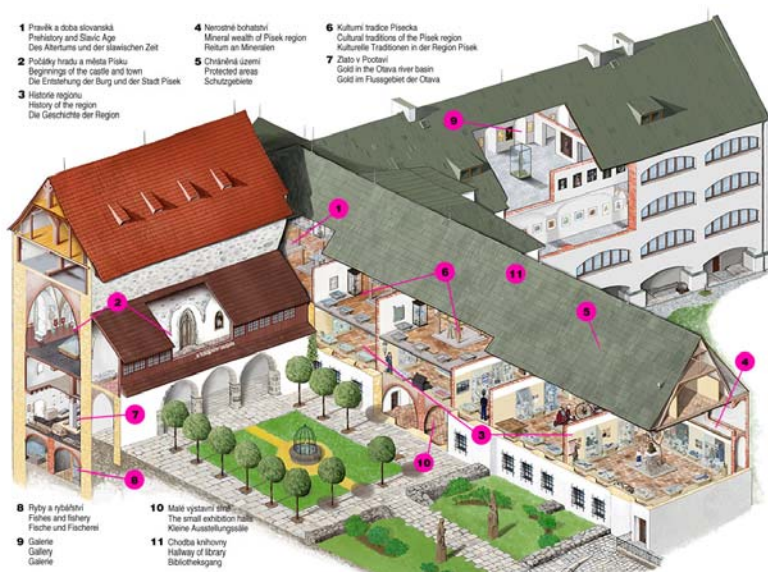 1 Pravěk a doba slovanská
Prehistory and Slavic Age
Des Altertums und der slawischen Zeit
2 Počátky hradu a města Písku
Beginnings of the castle and town
Die Entstehung der Burg und der Stadt Písek
3 Historie regionu
History of the region
Die Geschichte der Region
4 Nerostné bohatství
Mineral wealth of Písek region
Reitum an Mineralen
5 Chráněná území
Protected areas
Schutzgebiete
6 Kulturní tradice Písecka
Cultural traditions of the Písek region
Kulturelle Traditionen in der Region Písek
7 Zlato v Pootaví
Gold in the Otava river basin
Gold im Flussgebiet der Otava
9
1
11
6
2
5
4
7
3
10
8
8 Ryby a rybářství
Fishes and fishery
Fische und Fischerei
9 Galerie
Gallery
Galerie
10 Malé výstavní síně
The small exhibition halls
Kleine Ausstellungssäle
11 Chodba knihovny
Hallway of library
Bibliotheksgang